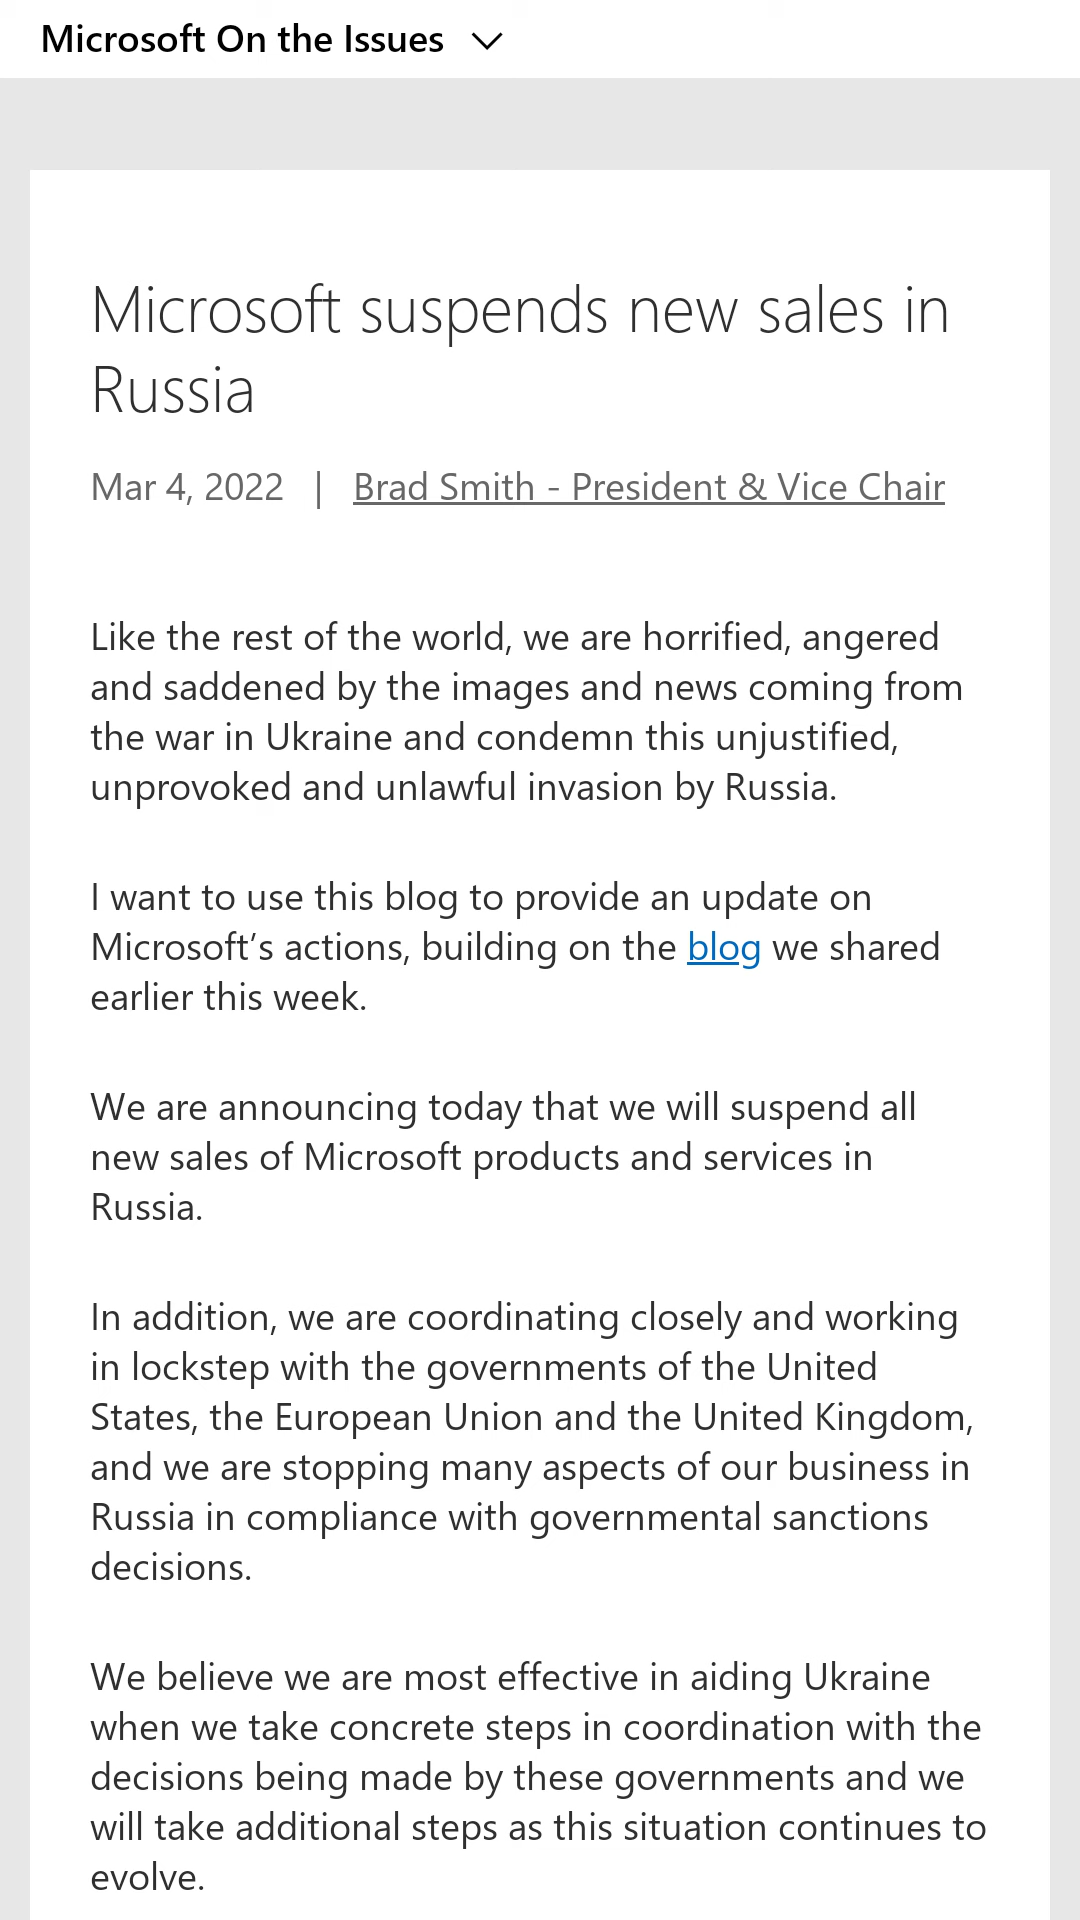 Microsoft On the Issues
Microsoft suspends new sales in
Russia
Mar 4, 2022 | Brad Smith - President & Vice Chair
Like the rest of the world, we are horrified, angered
and saddened by the images and news coming from
the war in Ukraine and condemn this unjustified,
unprovoked and unlawful invasion by Russia.
I want to use this blog to provide an update on
Microsoft’s actions, building on the blog we shared
earlier this week.
We are announcing today that we will suspend all
new sales of Microsoft products and services in
Russia.
In addition, we are coordinating closely and working
in lockstep with the governments of the United
States, the European Union and the United Kingdom,
and we are stopping many aspects of our business in
Russia in compliance with governmental sanctions
decisions.
We believe we are most effective in aiding Ukraine
when we take concrete steps in coordination with the
decisions being made by these governments and we
will take additional steps as this situation continues to
evolve.